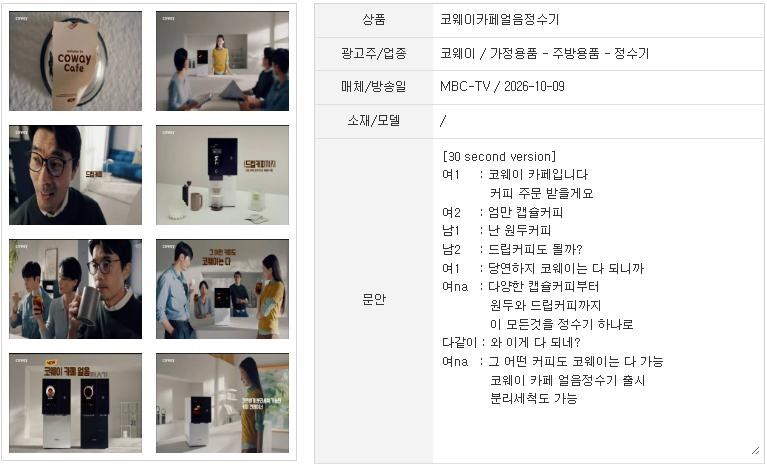 coway
coway Cafe
coway
coway
드립커피
coway
드립커피까지
coway
coway
그 어떤 커피도
코웨이는 다
coway
NEW
코웨이 카페 얼음
coway
상품
코웨이카페얼음정수기
광고주/업종
코웨이 / 가정용품 - 주방용품 - 정수기
매체/방송일
MBC-TV / 2026-10-09
소재/모델
/
문안
[30 second version]
여1 : 코웨이 카페입니다
커피 주문 받을게요
여2 : 엄만 캡슐커피
남1 : 난 원두커피
남2 : 드립커피도 될까?
여1 : 당연하지 코웨이는 다 되니까
여na : 다양한 캡슐커피부터
원두와 드립커피까지
이 모든것을 정수기 하나로
다같이 : 와 이게 다 되네?
여na : 그 어떤 커피도 코웨이는 다 가능
코웨이 카페 얼음정수기 출시
분리세척도 가능